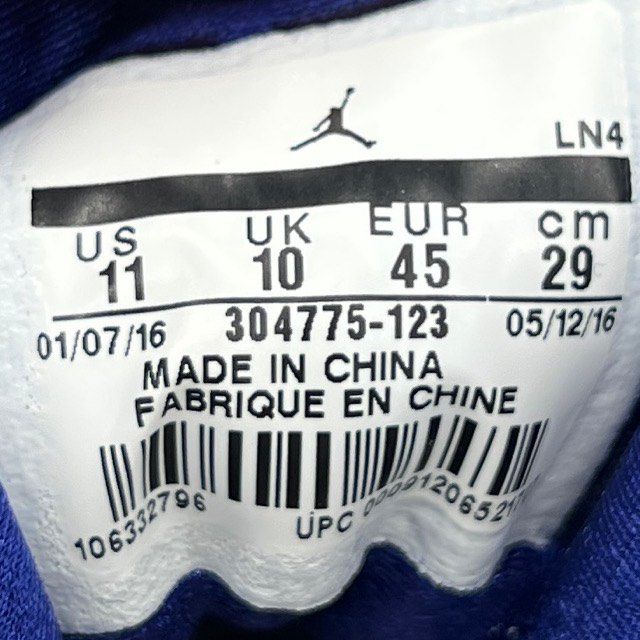 LN4
US UK EUR cm
11 10 45 29
01/07/16 304775-123 05/12/16
MADE IN CHINA
FABRIQUE EN CHINE
106332796 UPC